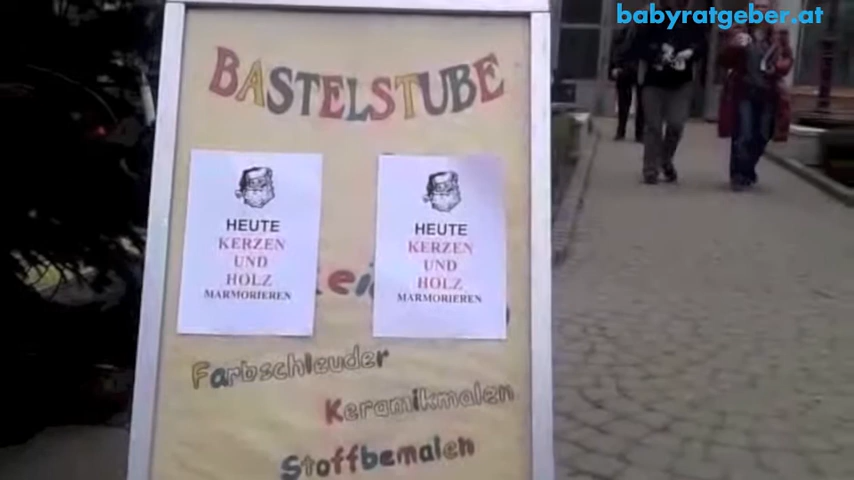 babyratgeber.at
BASTELSTUBE
HEUTE
KERZEN
UND
HOLZ
MARMORIEREN
HEUTE
KERZEN
UND
HOLZ
MARMORIEREN
Farbschleuder
Keramikmalen
Stoffbemalen